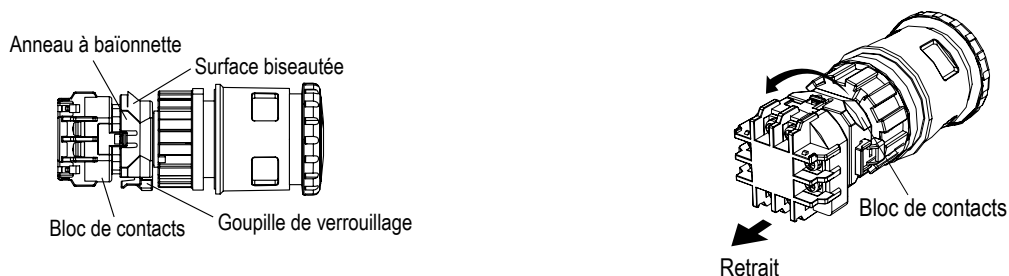 Anneau à baïonnette
Surface biseautée
Bloc de contacts
Goupille de verrouillage
Bloc de contacts
Retrait